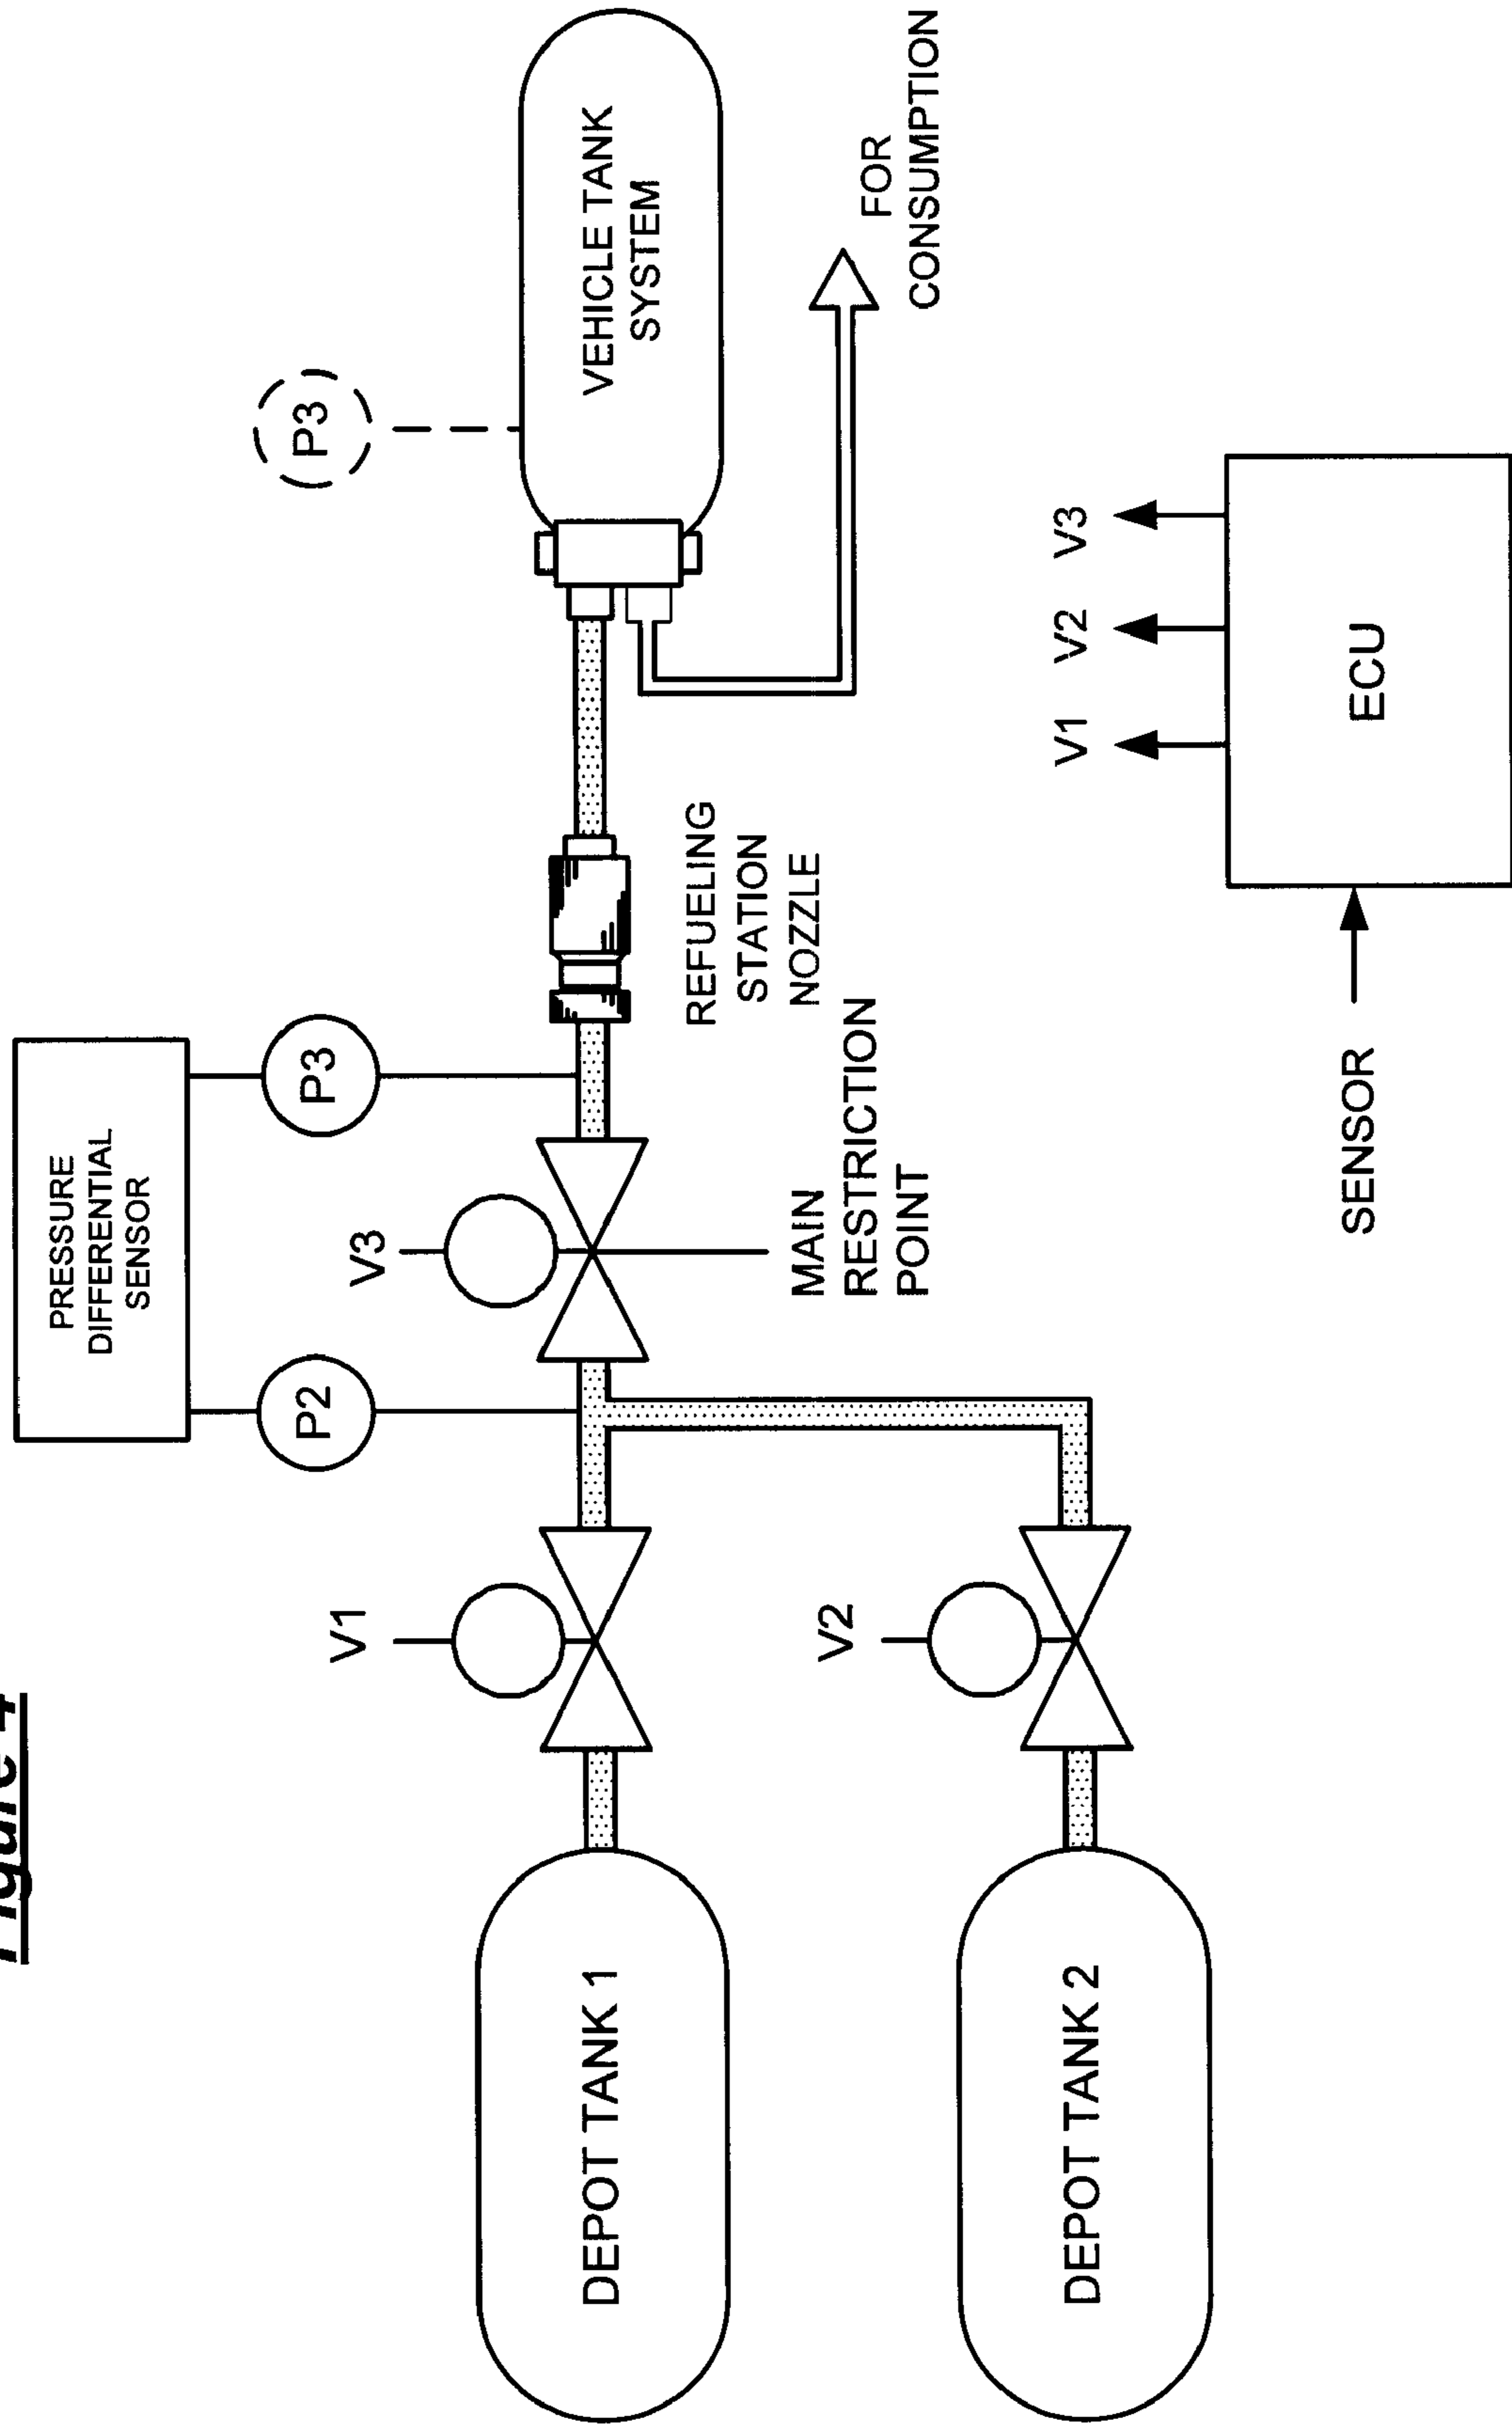 Figure 4
PRESSURE
DIFFERENTIAL
SENSOR
P2
P3
P3
V1
V3
DEPOT TANK 1
VEHICLE TANK
SYSTEM
REFUELING
STATION
NOZZLE
MAIN
RESTRICTION
POINT
FOR
CONSUMPTION
V2
DEPOT TANK 2
V1
V2
V3
SENSOR
ECU